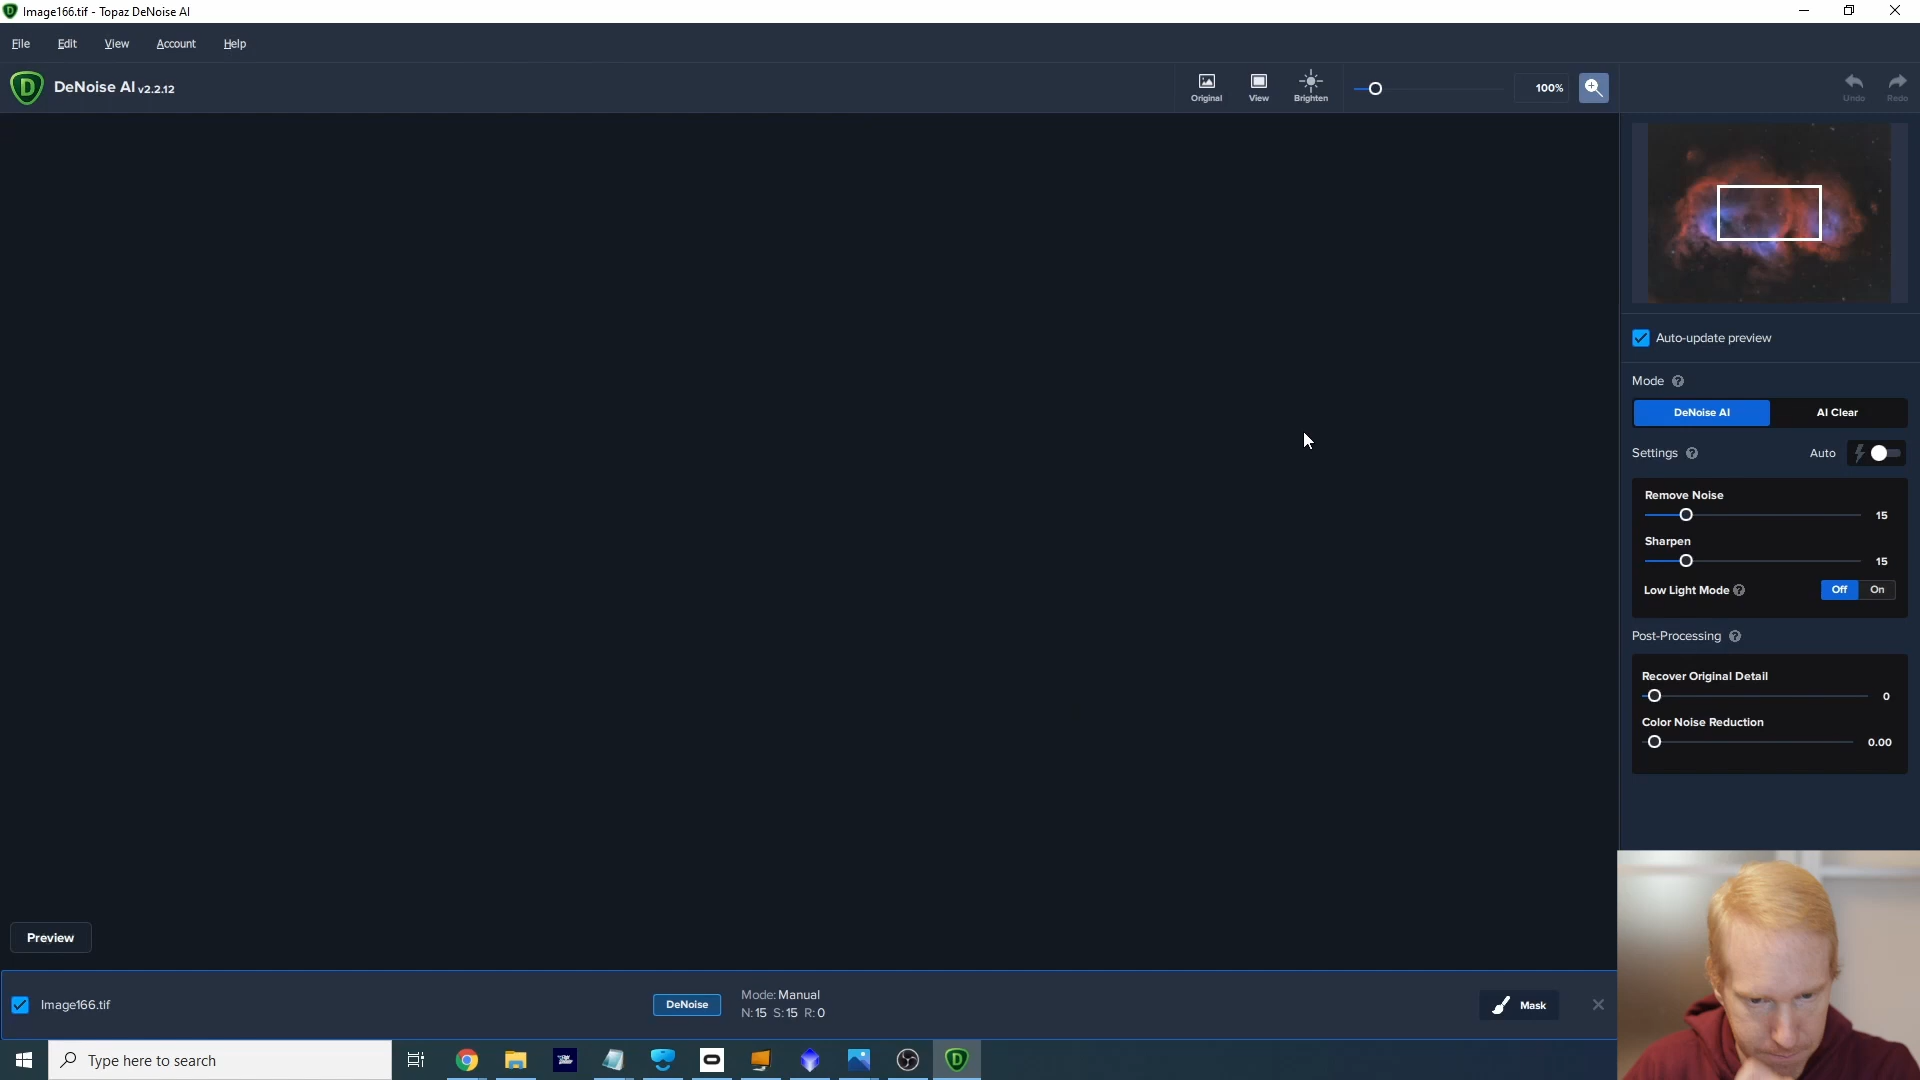 Image166.tif - Topaz DeNoise AI
File Edit View Account Help
DeNoise AI v2.2.12
Original View Brighten 100% Undo Redo
Auto-update preview
Mode
DeNoise AI AI Clear
Settings Auto
Remove Noise
15
Sharpen
15
Low Light Mode Off On
Post-Processing
Recover Original Detail
0
Color Noise Reduction
0.00
Preview
Image166.tif DeNoise Mode: Manual
N:15 S:15 R:0
Mask
Type here to search